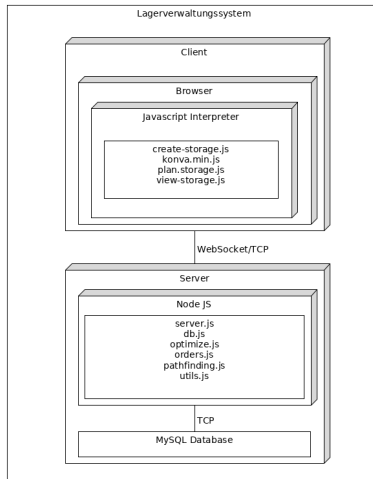 Lagerverwaltungssystem
Client
Browser
Javascript Interpreter
create-storage.js
konva.min.js
plan.storage.js
view-storage.js
WebSocket/TCP
Server
Node JS
server.js
db.js
optimize.js
orders.js
pathfinding.js
utils.js
TCP
MySQL Database